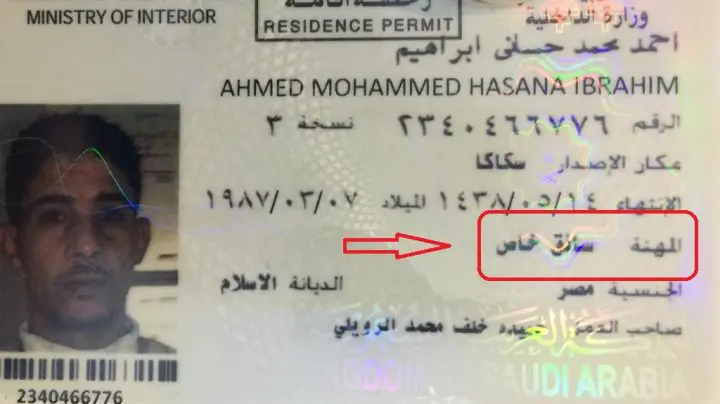 MINISTRY OF INTERIOR
وزارة الداخلية
RESIDENCE PERMIT
احمد محمد حسانى ابراهيم
AHMED MOHAMMED HASANA IBRAHIM
الرقم ٢٣٤٠٤٦٦٧٧٦ نسخة ٣
مكان الإصدار سكاكا
الإنتهاء ١٤٣٨/٠٥/١٤ الميلاد ١٩٨٧/٠٣/٠٧
المهنة سائق خاص
الجنسية مصر الديانة الاسلام
صاحب العمل خلف محمد الرويلي
SAUDI ARABIA
2340466776